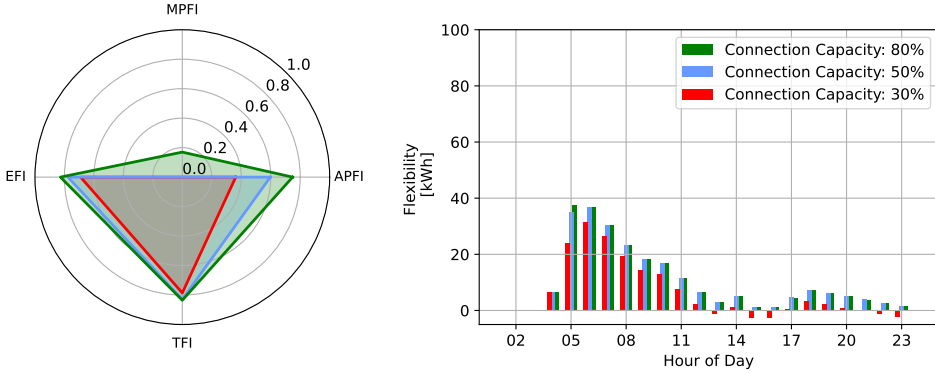 MPFI
1.0
0.8
0.6
0.4
0.2
0.0
EFI
APFI
TFI
100
80
60
40
20
0
Flexibility
[kWh]
Connection Capacity: 80%
Connection Capacity: 50%
Connection Capacity: 30%
02 05 08 11 14 17 20 23
Hour of Day